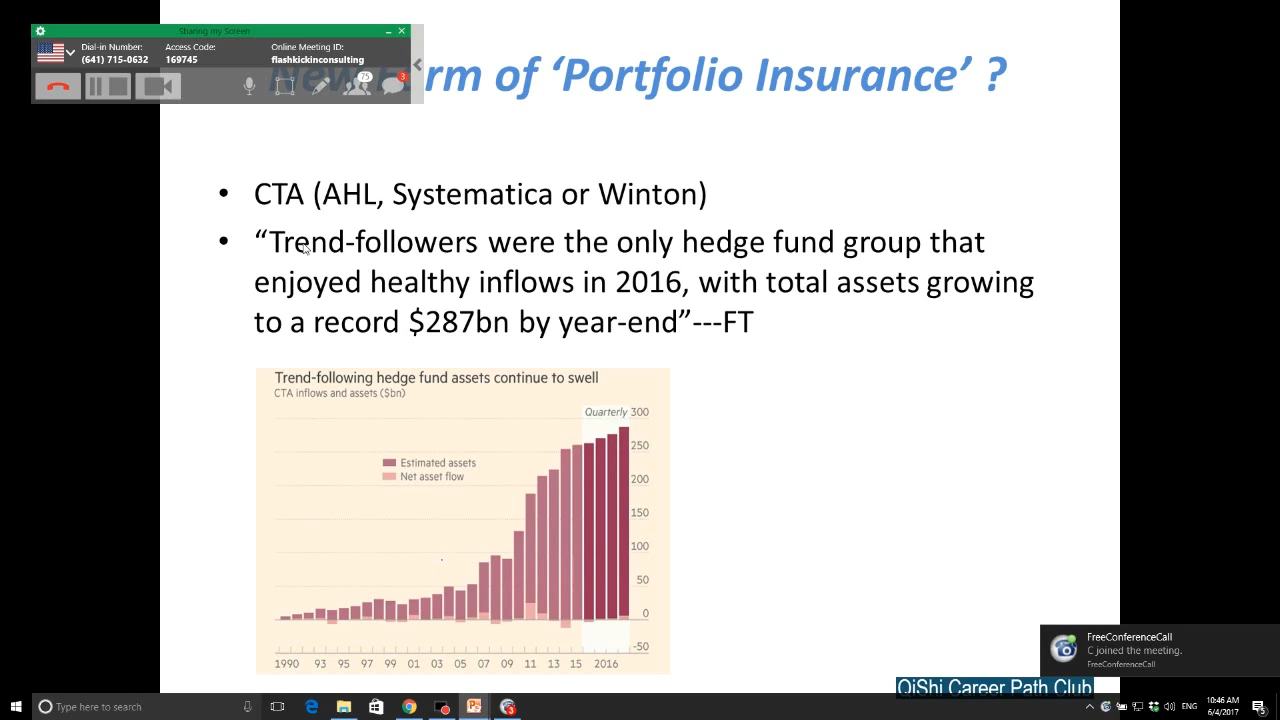 Sharing my Screen
Dial-in Number:
(641) 715-0632
Access Code:
169745
Online Meeting ID:
flashkickinconsulting
75
3
rm of ‘Portfolio Insurance’ ?
• CTA (AHL, Systematica or Winton)
• “Trend-followers were the only hedge fund group that
enjoyed healthy inflows in 2016, with total assets growing
to a record $287bn by year-end”---FT
Trend-following hedge fund assets continue to swell
CTA inflows and assets ($bn)
Quarterly
300
250
200
150
100
50
0
-50
Estimated assets
Net asset flow
1990 93 95 97 99 01 03 05 07 09 11 13 15 2016
FreeConferenceCall
C joined the meeting.
FreeConferenceCall
QiShi Career Path Club
Type here to search
3
ENG
10:46 AM
6/4/2017